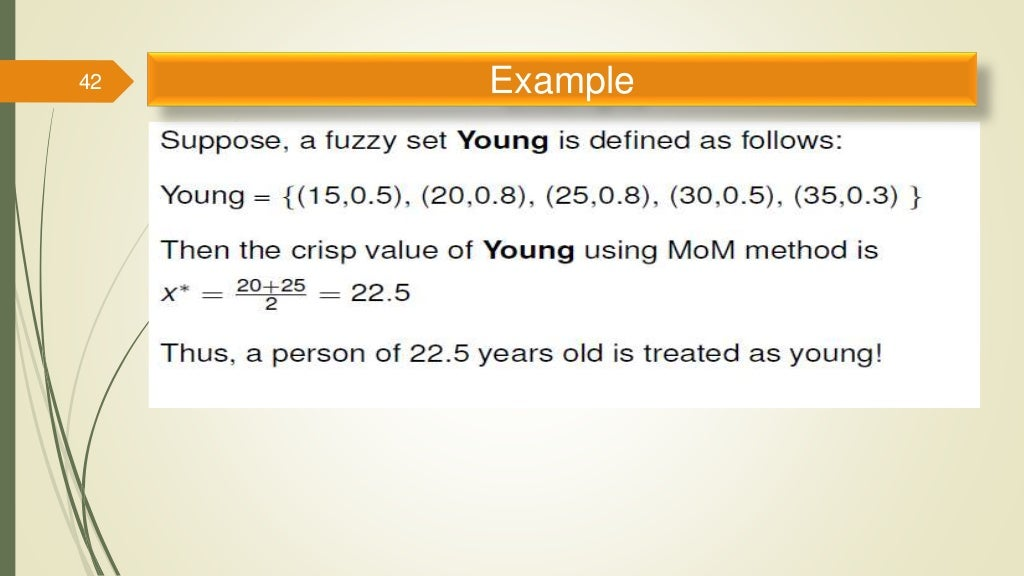 42
Example
Suppose, a fuzzy set Young is defined as follows:
Young = {(15,0.5), (20,0.8), (25,0.8), (30,0.5), (35,0.3) }
Then the crisp value of Young using MoM method is
x* = 20+25/2 = 22.5
Thus, a person of 22.5 years old is treated as young!